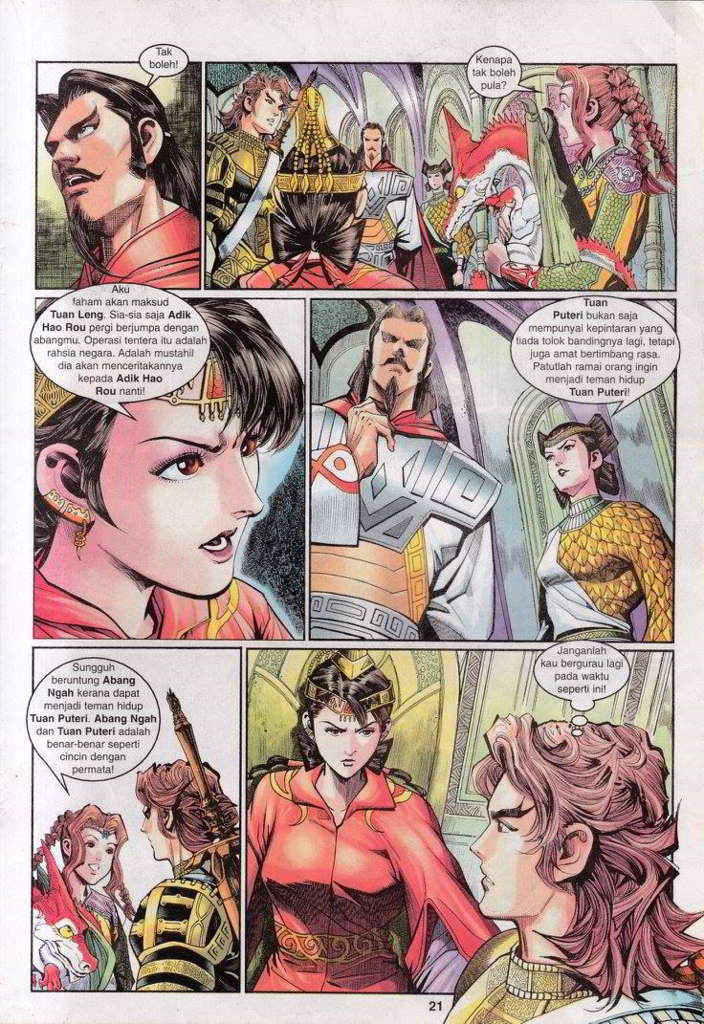 Tak
boleh!
Kenapa
tak boleh
pula?
Aku
faham akan maksud
Tuan Leng. Sia-sia saja Adik
Hao Rou pergi berjumpa dengan
abangmu. Operasi tentera itu adalah
rahsia negara. Adalah mustahil
dia akan menceritakannya
kepada Adik Hao
Rou nanti!
Tuan
Puteri bukan saja
mempunyai kepintaran yang
tiada tolok bandingnya lagi, tetapi
juga amat bertimbang rasa.
Patutlah ramai orang ingin
menjadi teman hidup
Tuan Puteri!
Sungguh
beruntung Abang
Ngah kerana dapat
menjadi teman hidup
Tuan Puteri. Abang Ngah
dan Tuan Puteri adalah
benar-benar seperti
cincin dengan
permata!
Janganlah
kau bergurau lagi
pada waktu
seperti ini!
21